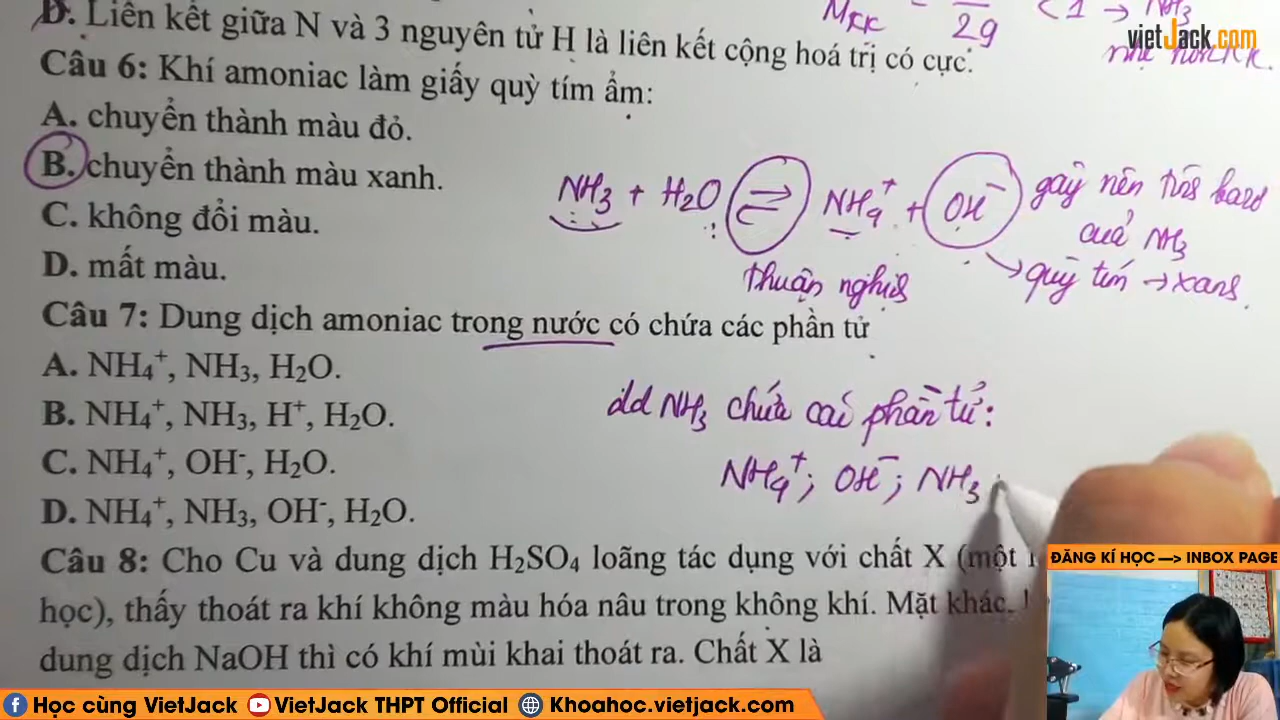 D. Liên kết giữa N và 3 nguyên tử H là liên kết cộng hoá trị có cực.
M_KK = 29 < 1 → NH₃
nhẹ hơn KK.
vietJack.com
Câu 6: Khí amoniac làm giấy quỳ tím ẩm:
A. chuyển thành màu đỏ.
B. chuyển thành màu xanh.
C. không đổi màu.
D. mất màu.
NH₃ + H₂O ⇌ NH₄⁺ + OH⁻
thuận nghịch
gây nên tính bazơ
của NH₃
→ quỳ tím → xanh.
Câu 7: Dung dịch amoniac trong nước có chứa các phần tử
A. NH₄⁺, NH₃, H₂O.
B. NH₄⁺, NH₃, H⁺, H₂O.
C. NH₄⁺, OH⁻, H₂O.
D. NH₄⁺, NH₃, OH⁻, H₂O.
dd NH₃ chứa các phần tử:
NH₄⁺; OH⁻; NH₃
Câu 8: Cho Cu và dung dịch H₂SO₄ loãng tác dụng với chất X (một
học), thấy thoát ra khí không màu hóa nâu trong không khí. Mặt khác,
dung dịch NaOH thì có khí mùi khai thoát ra. Chất X là
ĐĂNG KÍ HỌC —> INBOX PAGE
Học cùng VietJack
VietJack THPT Official
Khoahoc.vietjack.com